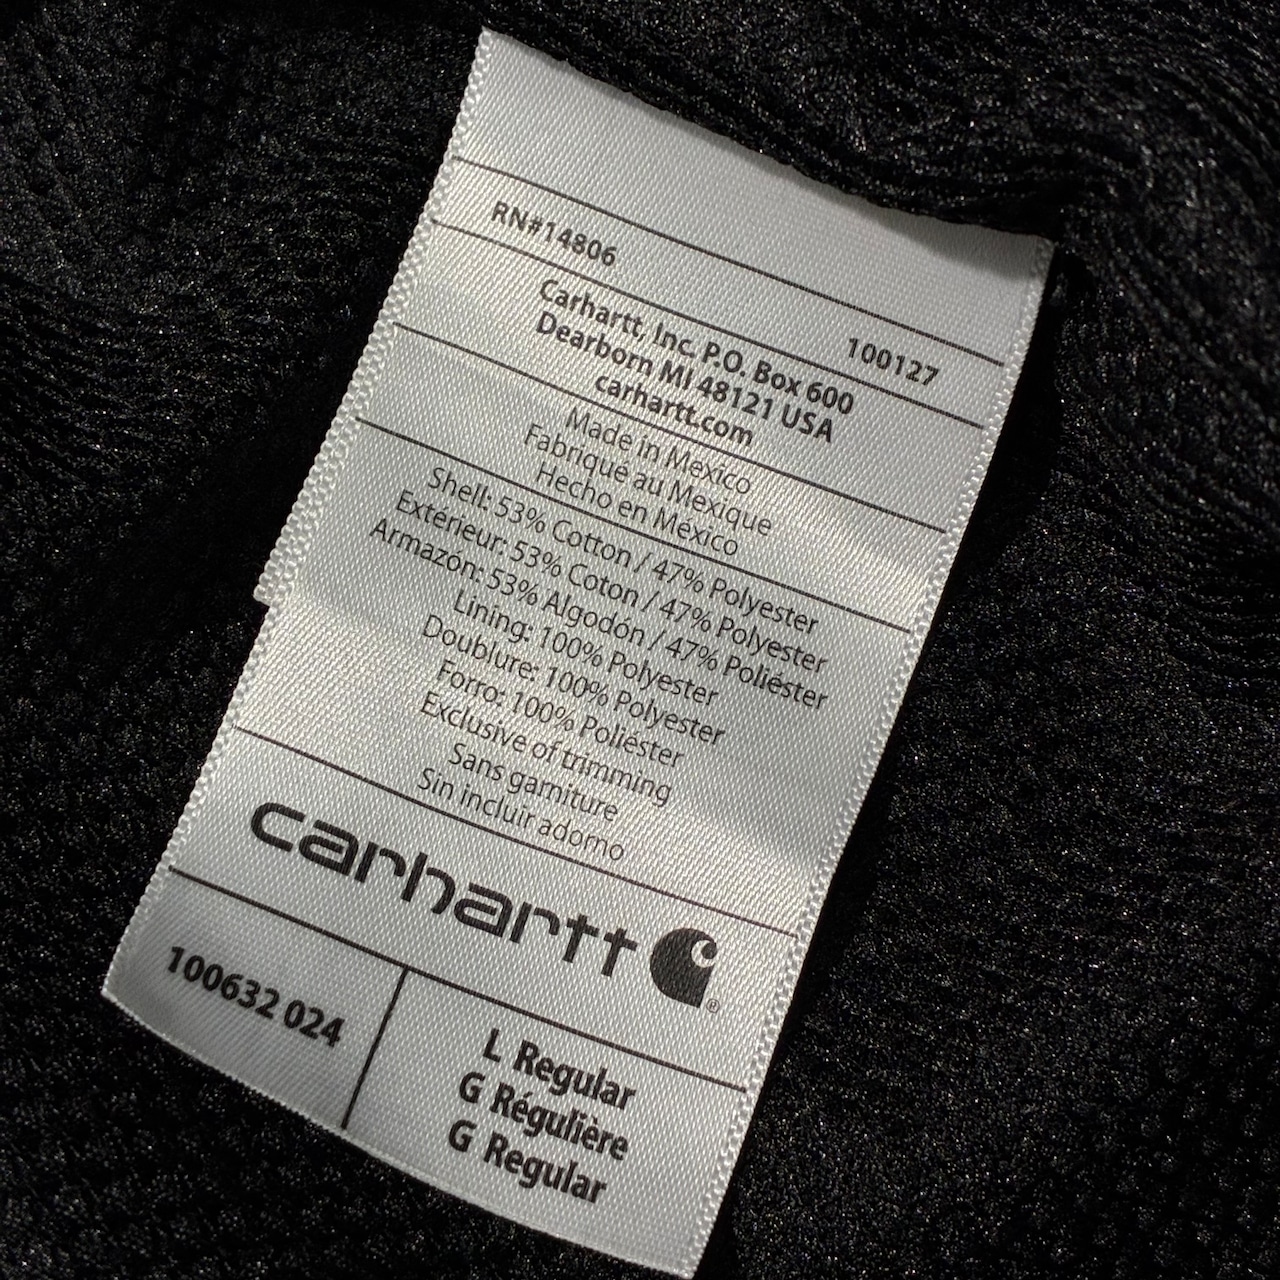 RN#14806 100127
Carhartt, Inc. P.O. Box 600
Dearborn MI 48121 USA
carhartt.com
Made in Mexico
Fabriqué au Mexique
Hecho en México
Shell: 53% Cotton / 47% Polyester
Extérieur: 53% Coton / 47% Polyester
Armazón: 53% Algodón / 47% Poliéster
Lining: 100% Polyester
Doublure: 100% Polyester
Forro: 100% Poliéster
Exclusive of trimming
Sans garniture
Sin incluir adorno
carhartt ®
100632 024
L Regular
G Régulière
G Regular